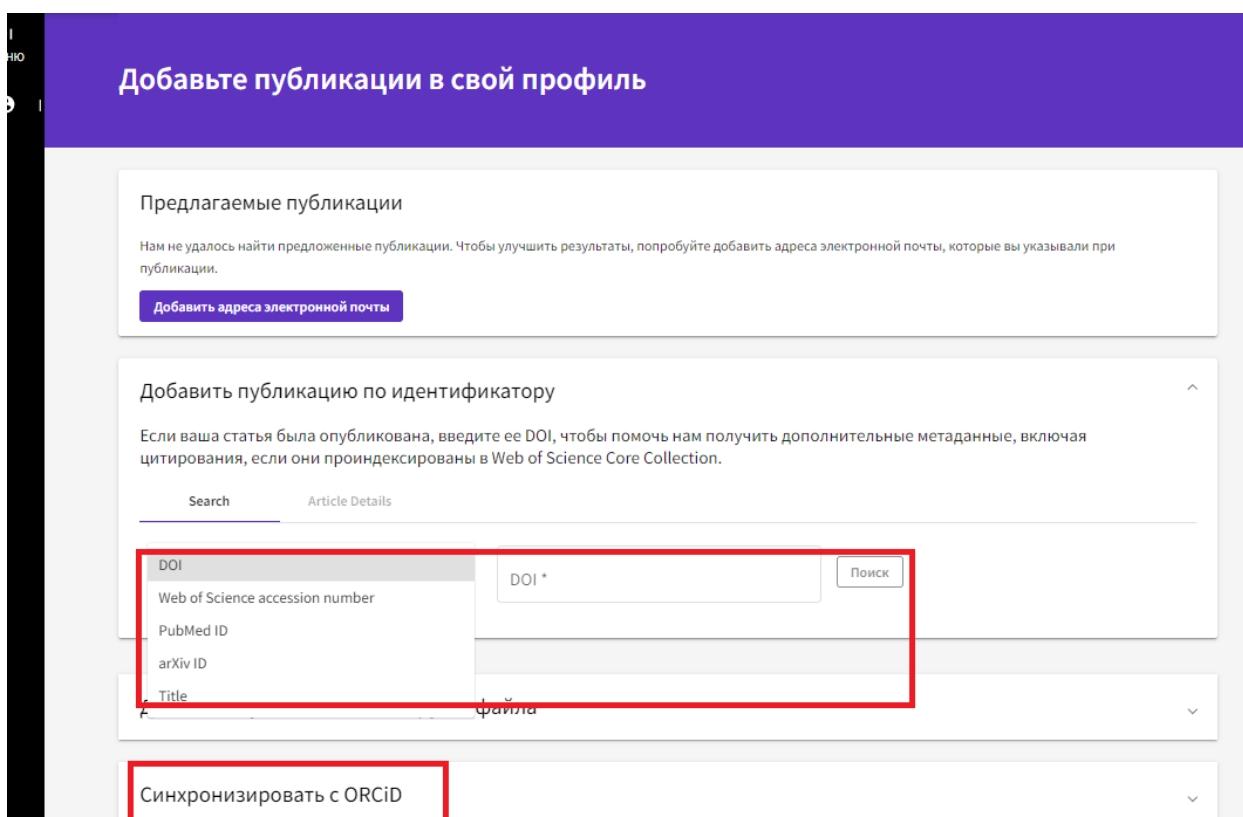 ню
Добавьте публикации в свой профиль
Предлагаемые публикации
Нам не удалось найти предложенные публикации. Чтобы улучшить результаты, попробуйте добавить адреса электронной почты, которые вы указывали при
публикации.
Добавить адреса электронной почты
Добавить публикацию по идентификатору
Если ваша статья была опубликована, введите ее DOI, чтобы помочь нам получить дополнительные метаданные, включая
цитирования, если они проиндексированы в Web of Science Core Collection.
Search Article Details
DOI
DOI *
Поиск
Web of Science accession number
PubMed ID
arXiv ID
Title
файла
Синхронизировать с ORCiD